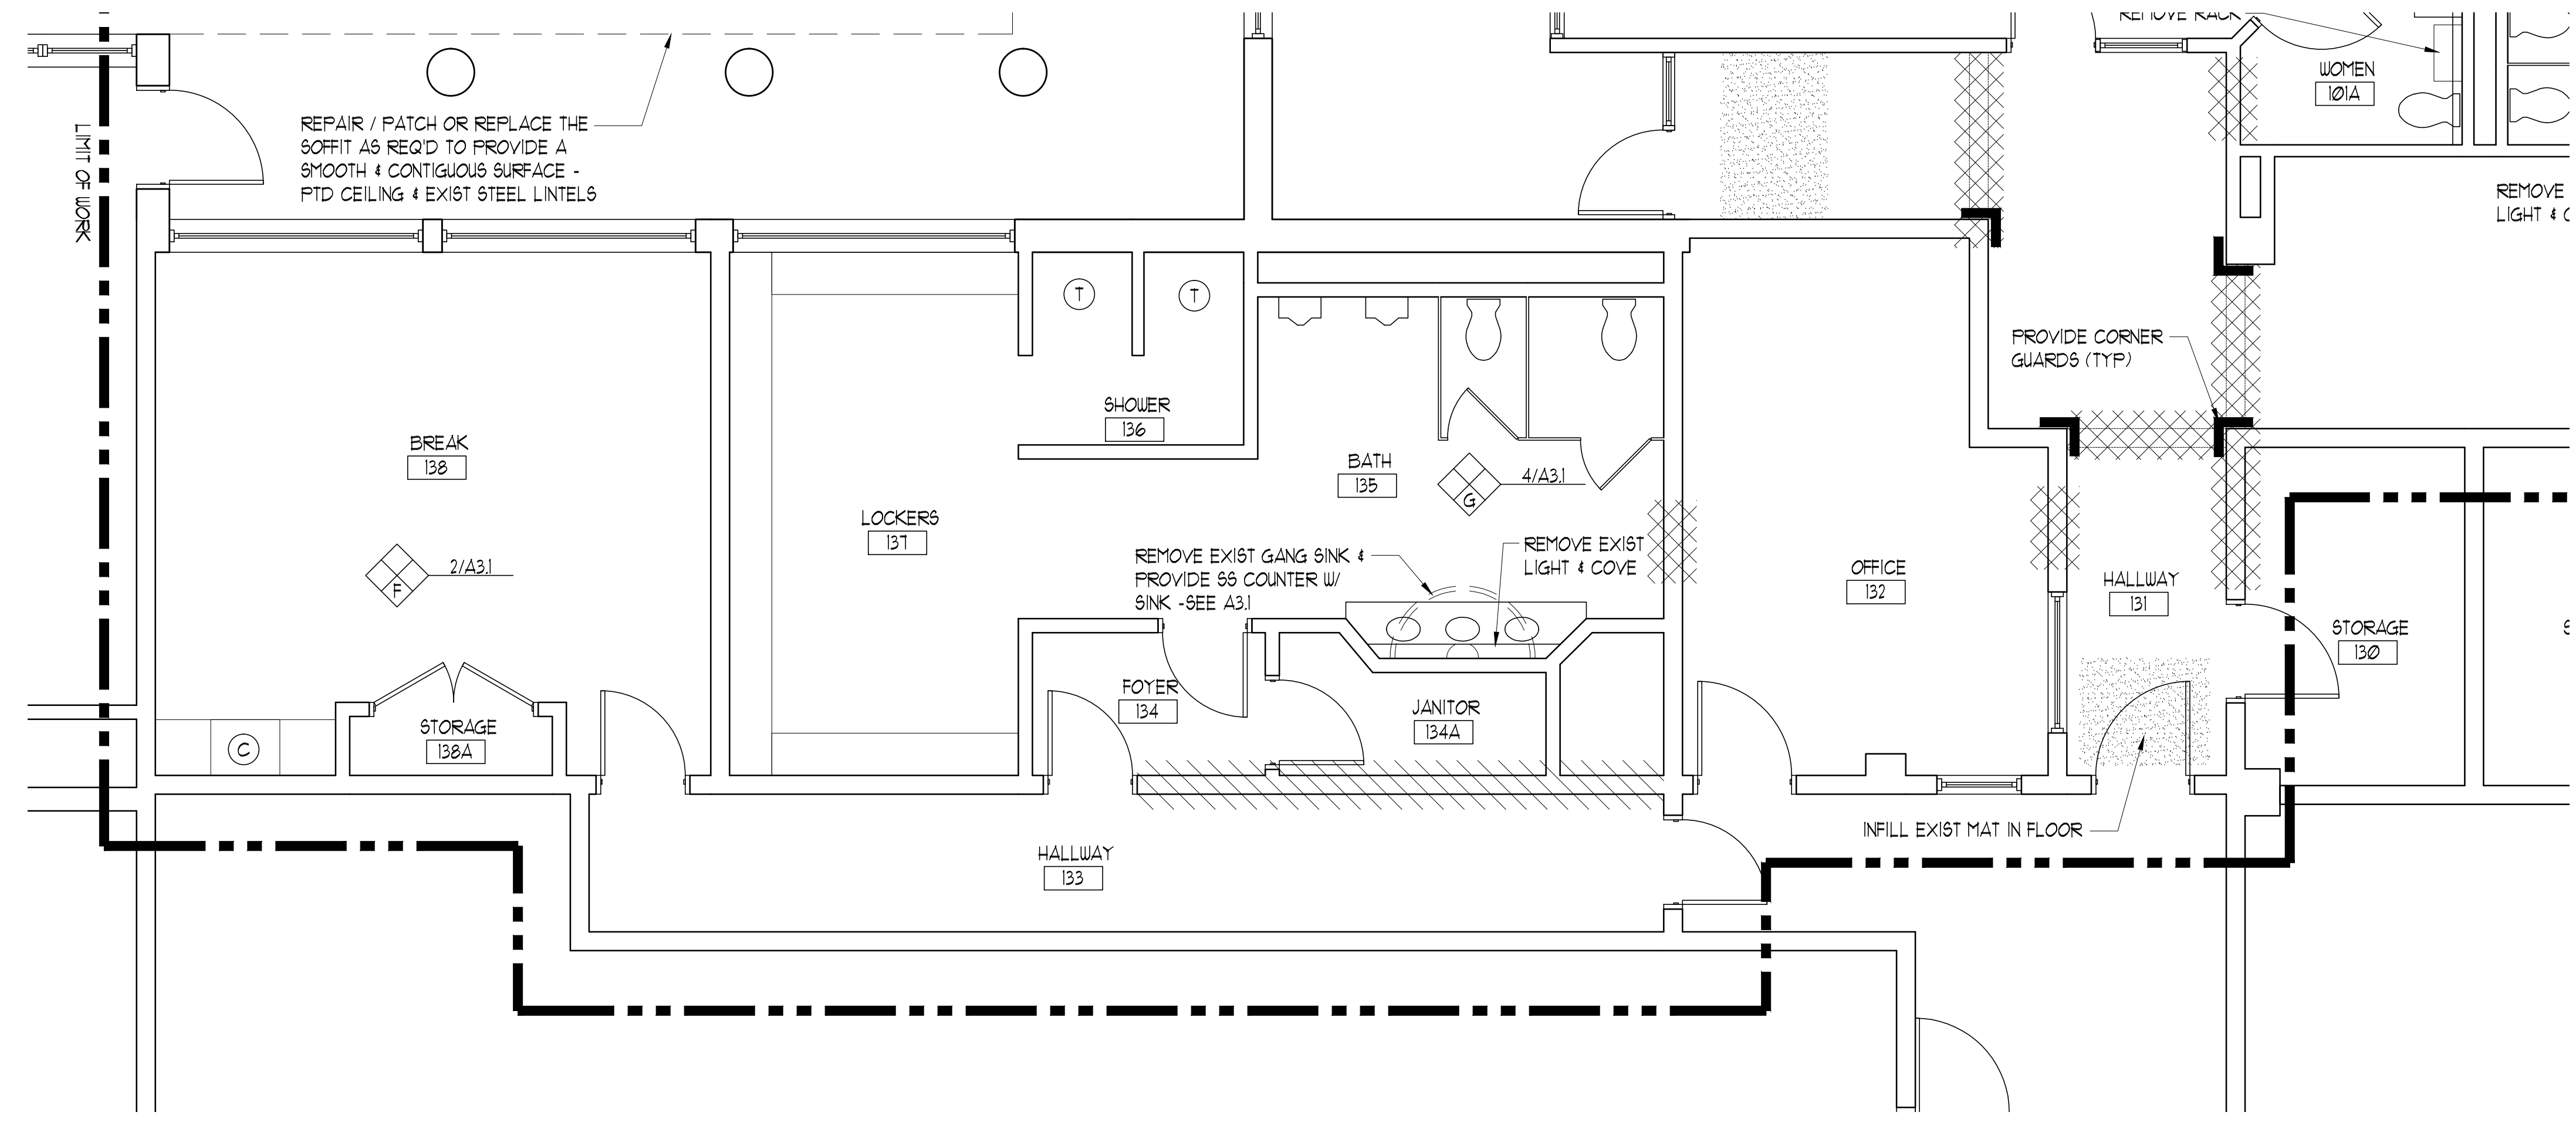 REMOVE RACK
WOMEN
101A
LIMIT OF WORK
REPAIR / PATCH OR REPLACE THE
SOFFIT AS REQ'D TO PROVIDE A
SMOOTH & CONTIGUOUS SURFACE -
PTD CEILING & EXIST STEEL LINTELS
REMOVE
LIGHT &
T
T
PROVIDE CORNER
GUARDS (TYP)
SHOWER
136
BREAK
138
BATH
135
G
4/A3.1
LOCKERS
137
REMOVE EXIST GANG SINK &
PROVIDE SS COUNTER W/
SINK -SEE A3.1
REMOVE EXIST
LIGHT & COVE
F
2/A3.1
OFFICE
132
HALLWAY
131
STORAGE
130
S
FOYER
134
JANITOR
134A
STORAGE
138A
C
INFILL EXIST MAT IN FLOOR
HALLWAY
133